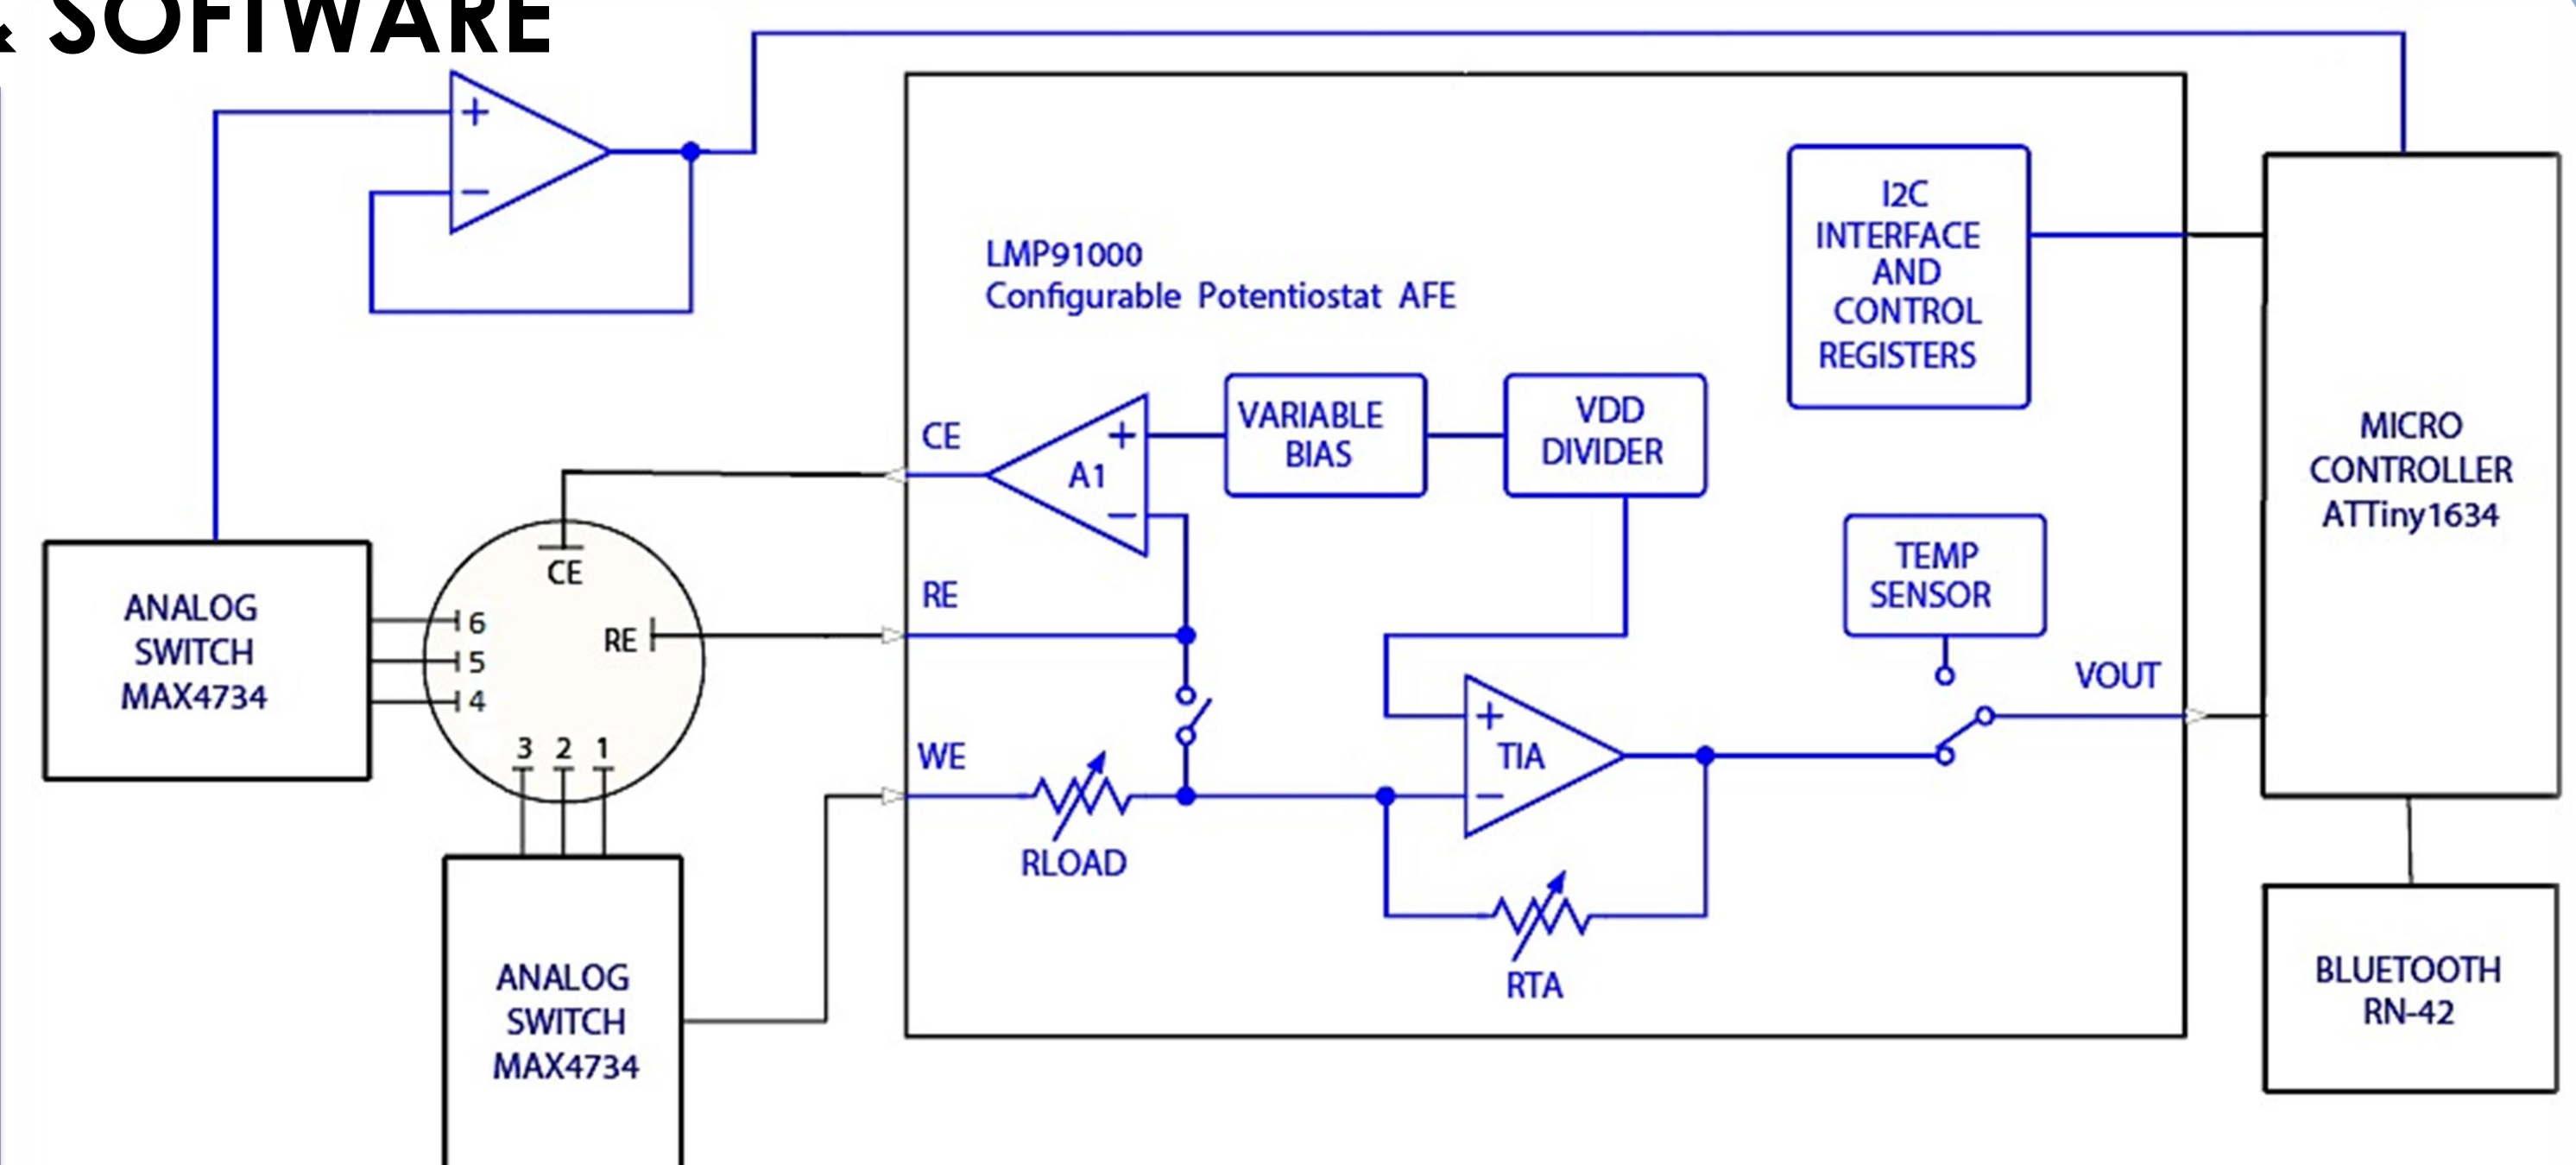 & SOFTWARE
+
−
LMP91000
Configurable Potentiostat AFE
I2C
INTERFACE
AND
CONTROL
REGISTERS
CE
+
A1
−
VARIABLE
BIAS
VDD
DIVIDER
MICRO
CONTROLLER
ATTiny1634
ANALOG
SWITCH
MAX4734
CE
6
5
4
RE
3 2 1
RE
TEMP
SENSOR
VOUT
WE
RLOAD
+
TIA
−
RTA
ANALOG
SWITCH
MAX4734
BLUETOOTH
RN-42